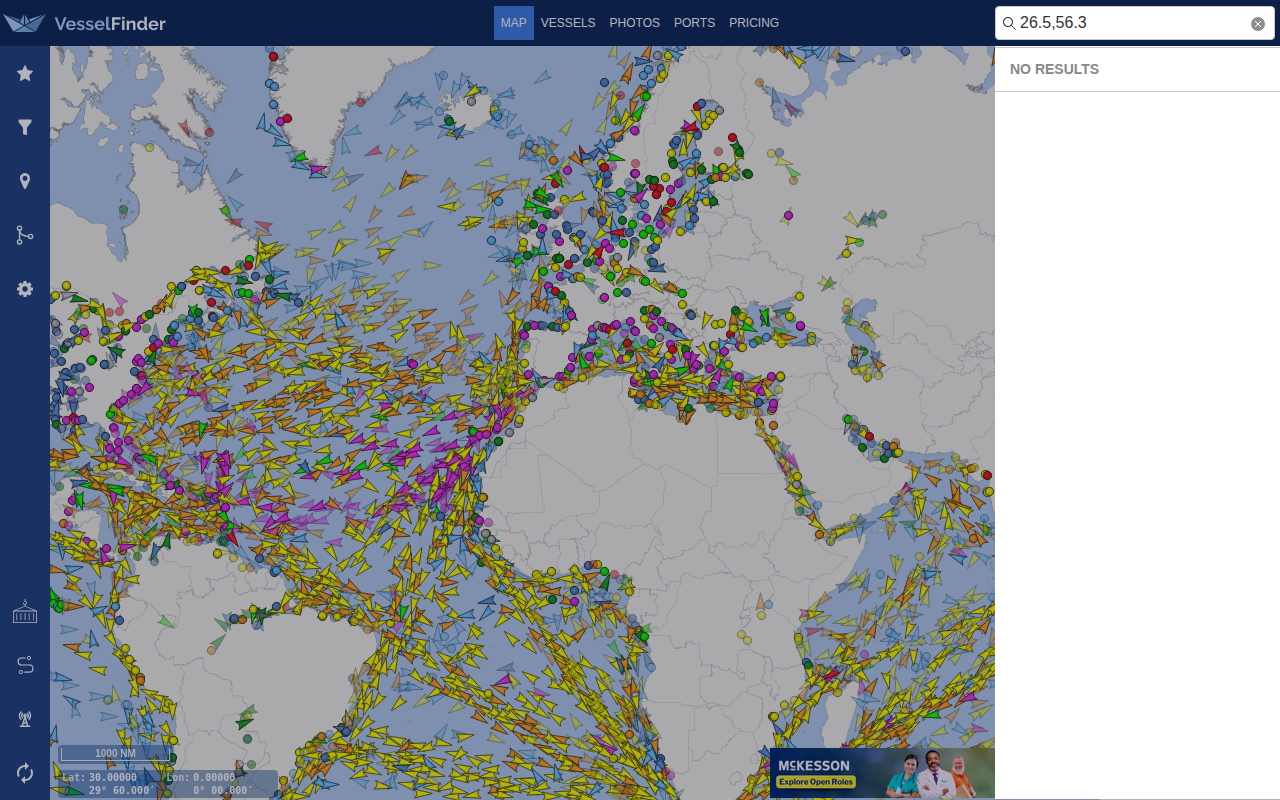 VesselFinder
MAP VESSELS PHOTOS PORTS PRICING
26.5,56.3
NO RESULTS
1000 NM
Lat: 30.00000 Lon: 0.00000
29° 60.000´ 0° 00.000´
MCKESSON
Explore Open Roles